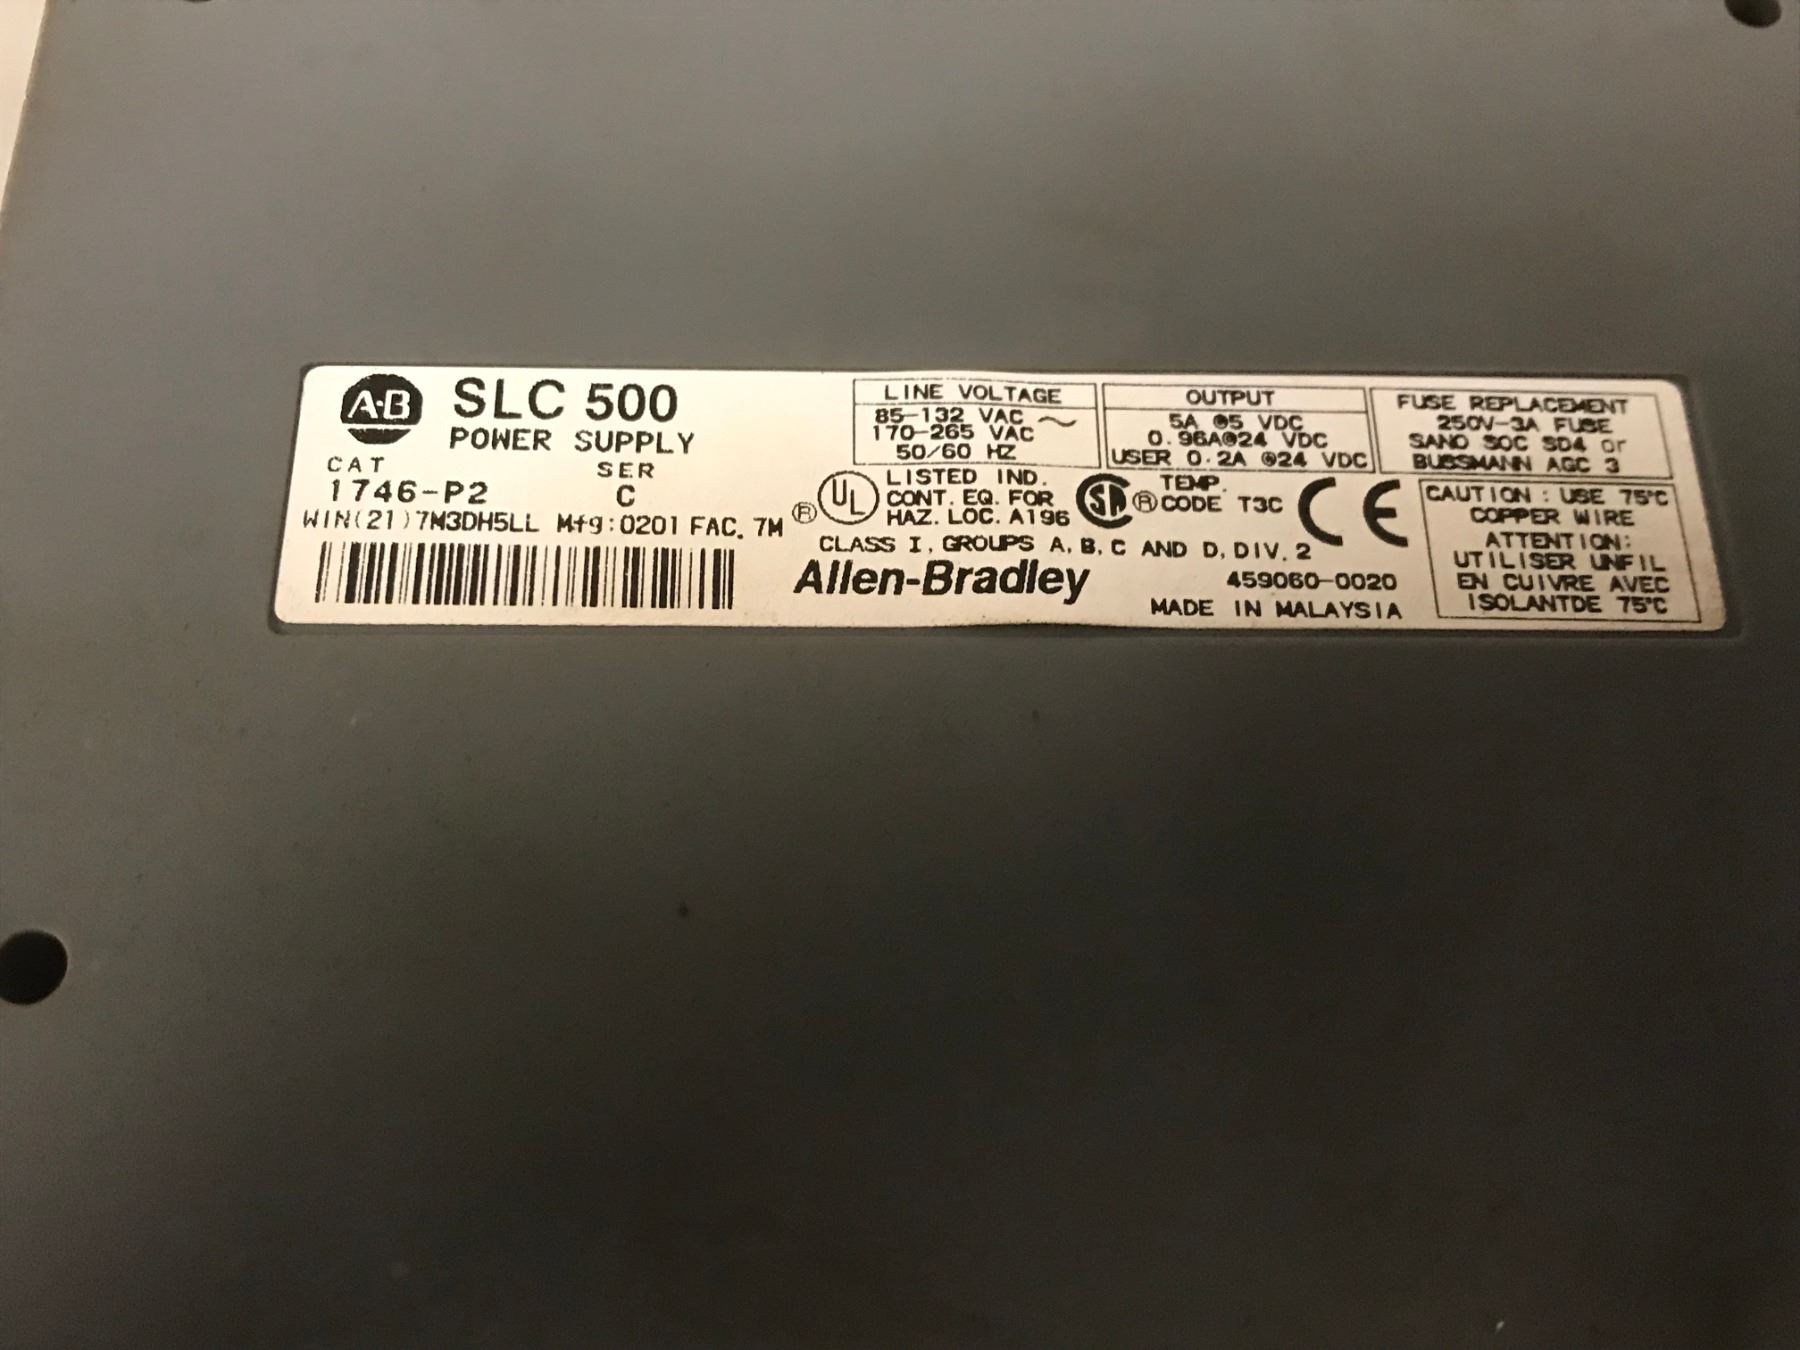 A-B
SLC 500
POWER SUPPLY
CAT SER
1746-P2 C
WIN(21)7M3DH5LL Mfg:0201 FAC. 7M
LINE VOLTAGE
85-132 VAC ~
170-265 VAC
50/60 HZ
OUTPUT
5A @5 VDC
0.96A@24 VDC
USER 0.2A @24 VDC
FUSE REPLACEMENT
250V-3A FUSE
SANO SOC SD4 or
BUSSMANN AGC 3
® UL LISTED IND.
CONT. EQ. FOR
HAZ. LOC. A196
SA ® TEMP.
CODE T3C
CE
CLASS I, GROUPS A, B, C AND D, DIV. 2
Allen-Bradley
459060-0020
MADE IN MALAYSIA
CAUTION : USE 75°C
COPPER WIRE
ATTENTION:
UTILISER UNFIL
EN CUIVRE AVEC
ISOLANTDE 75°C